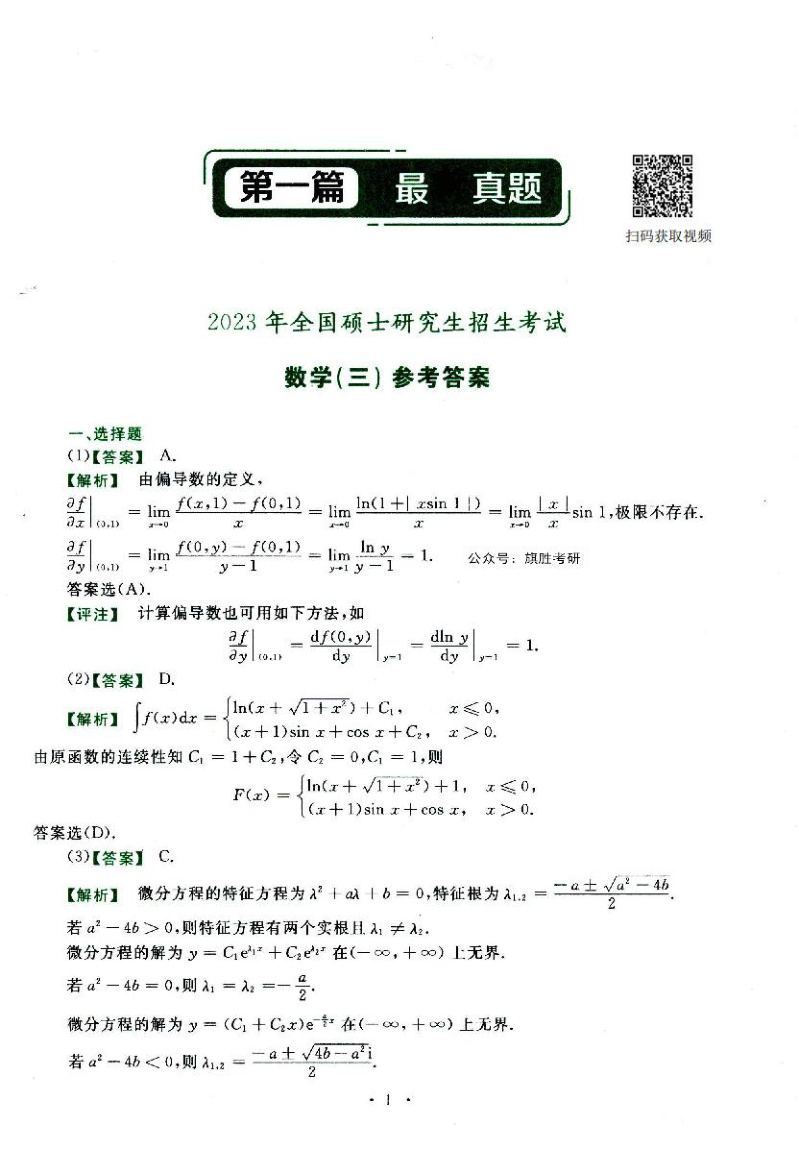 第一篇 最 真题
扫码获取视频
2023 年全国硕士研究生招生考试
数学(三)参考答案
一、选择题
(1)【答案】 A.
【解析】 由偏导数的定义,
∂f/∂x|(0,1) = lim x→0 f(x,1)-f(0,1)/x = lim x→0 ln(1+|xsin 1|)/x = lim x→0 |x|/x sin 1,极限不存在.
∂f/∂y|(0,1) = lim y→1 f(0,y)-f(0,1)/y-1 = lim y→1 ln y/y-1 = 1. 公众号:旗胜考研
答案选(A).
【评注】 计算偏导数也可用如下方法,如
∂f/∂y|(0,1) = df(0,y)/dy|y=1 = dln y/dy|y=1 = 1.
(2)【答案】 D.
【解析】 ∫f(x)dx = { ln(x+√(1+x²))+C₁, x⩽0,
(x+1)sin x+cos x+C₂, x>0.
由原函数的连续性知 C₁ = 1+C₂,令 C₂ = 0,C₁ = 1,则
F(x) = { ln(x+√(1+x²))+1, x⩽0,
(x+1)sin x+cos x, x>0.
答案选(D).
(3)【答案】 C.
【解析】 微分方程的特征方程为 λ²+aλ+b = 0,特征根为 λ₁,₂ = -a±√(a²-4b)/2.
若 a²-4b>0,则特征方程有两个实根且 λ₁ ≠ λ₂.
微分方程的解为 y = C₁e^(λ₁x)+C₂e^(λ₂x) 在(-∞,+∞)上无界.
若 a²-4b = 0,则 λ₁ = λ₂ = -a/2.
微分方程的解为 y = (C₁+C₂x)e^(-a/2 x) 在(-∞,+∞)上无界.
若 a²-4b<0,则 λ₁,₂ = -a±√(4b-a²)i/2.
· 1 ·